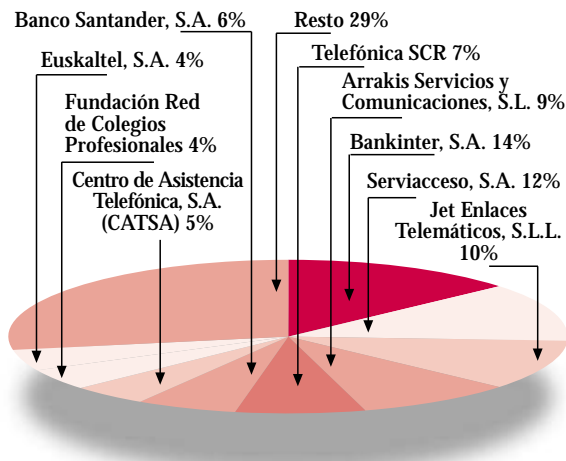 Banco Santander, S.A. 6%
Resto 29%
Euskaltel, S.A. 4%
Telefónica SCR 7%
Fundación Red
de Colegios
Profesionales 4%
Arrakis Servicios y
Comunicaciones, S.L. 9%
Bankinter, S.A. 14%
Centro de Asistencia
Telefónica, S.A.
(CATSA) 5%
Serviacceso, S.A. 12%
Jet Enlaces
Telemáticos, S.L.L.
10%